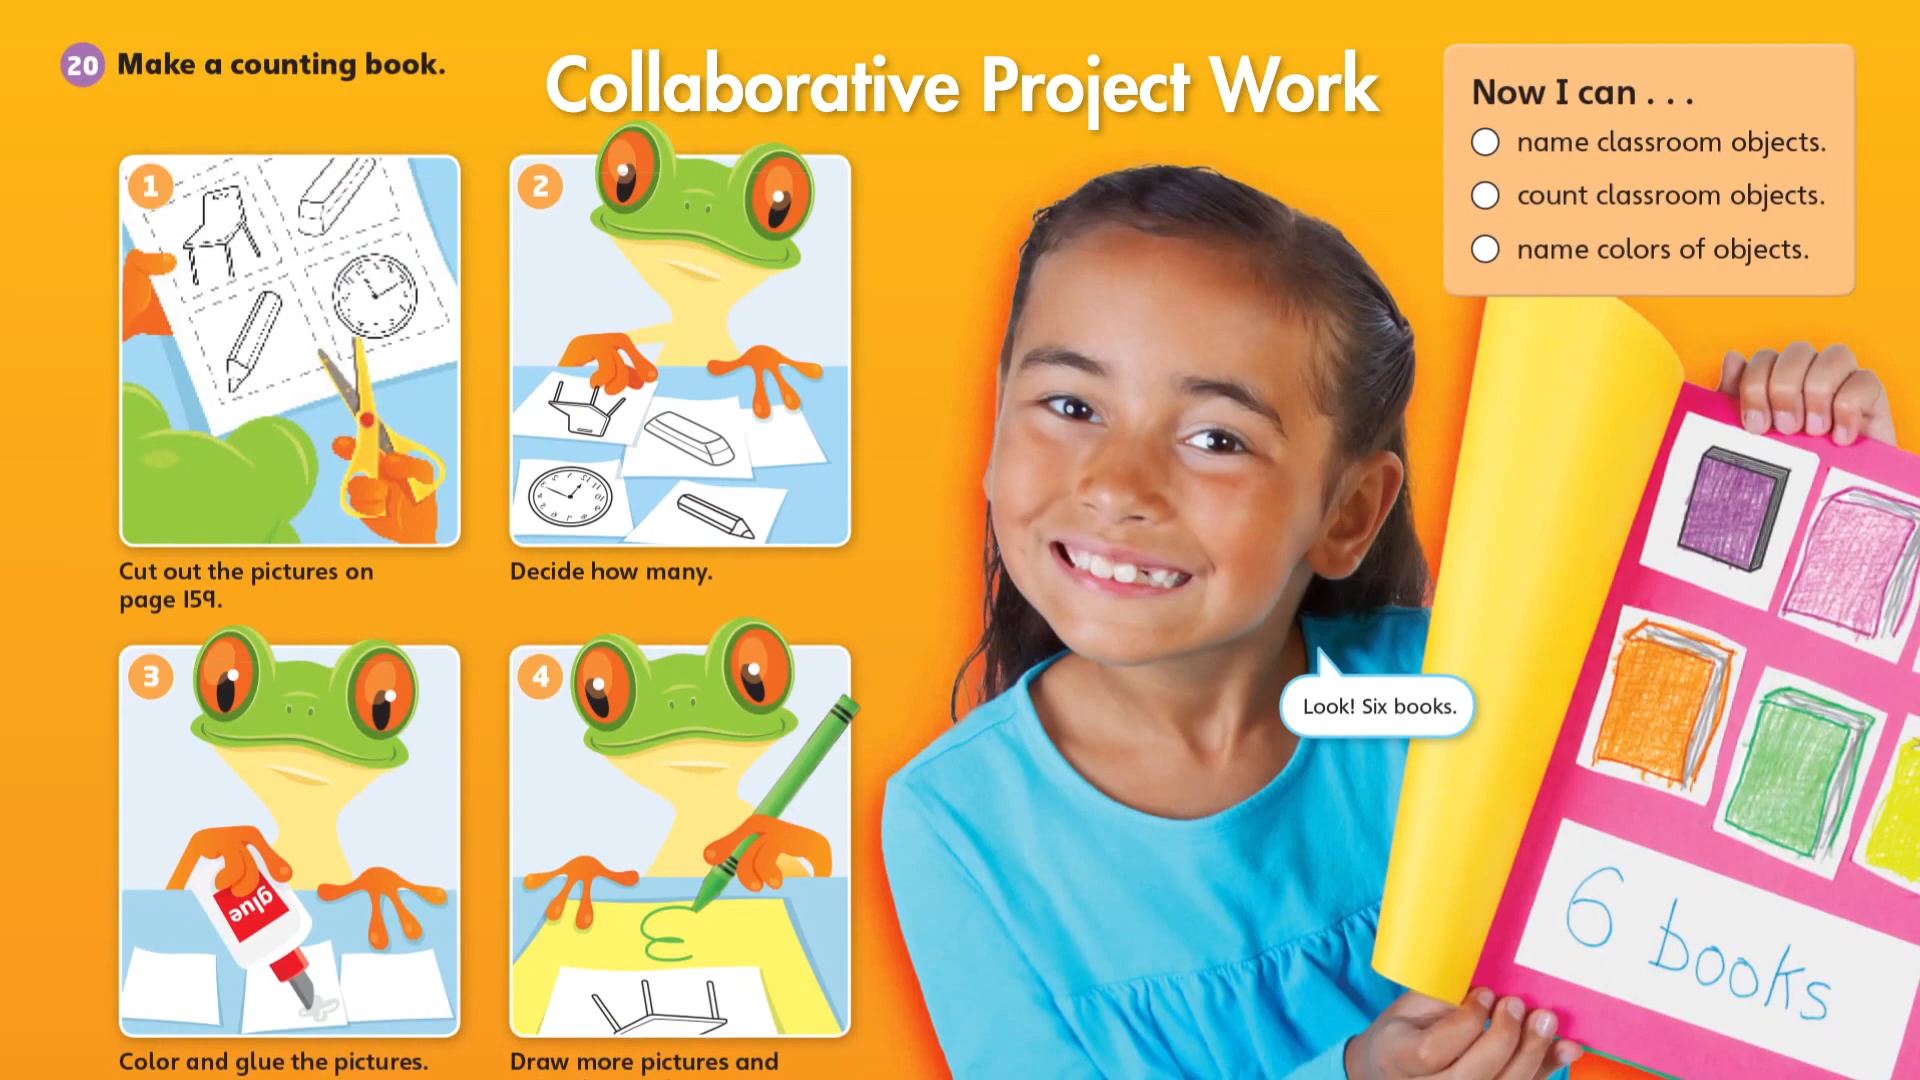 20 Make a counting book.
Collaborative Project Work
Now I can . . .
name classroom objects.
count classroom objects.
name colors of objects.
1
2
Cut out the pictures on
page 159.
Decide how many.
3
4
glue
Look! Six books.
6 books
Color and glue the pictures.
Draw more pictures and